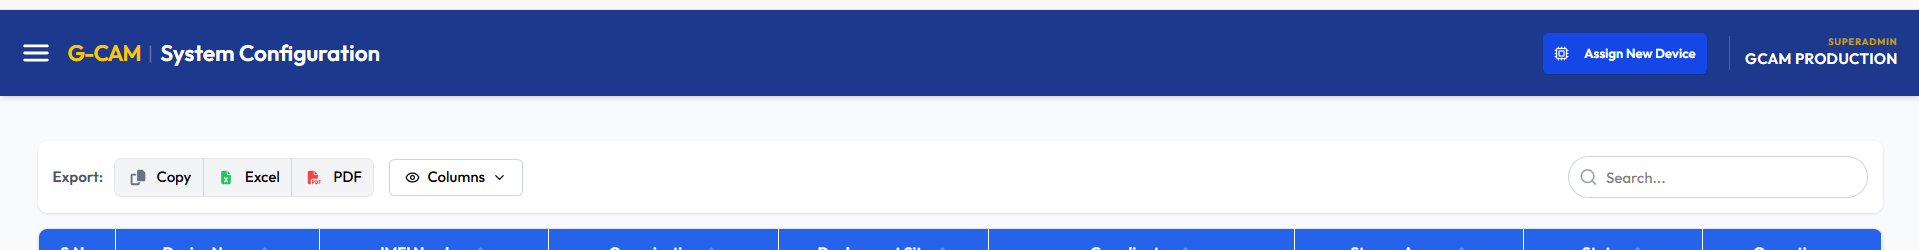 G-CAM | System Configuration
Assign New Device
SUPERADMIN
GCAM PRODUCTION
Export: Copy Excel PDF Columns
Search...